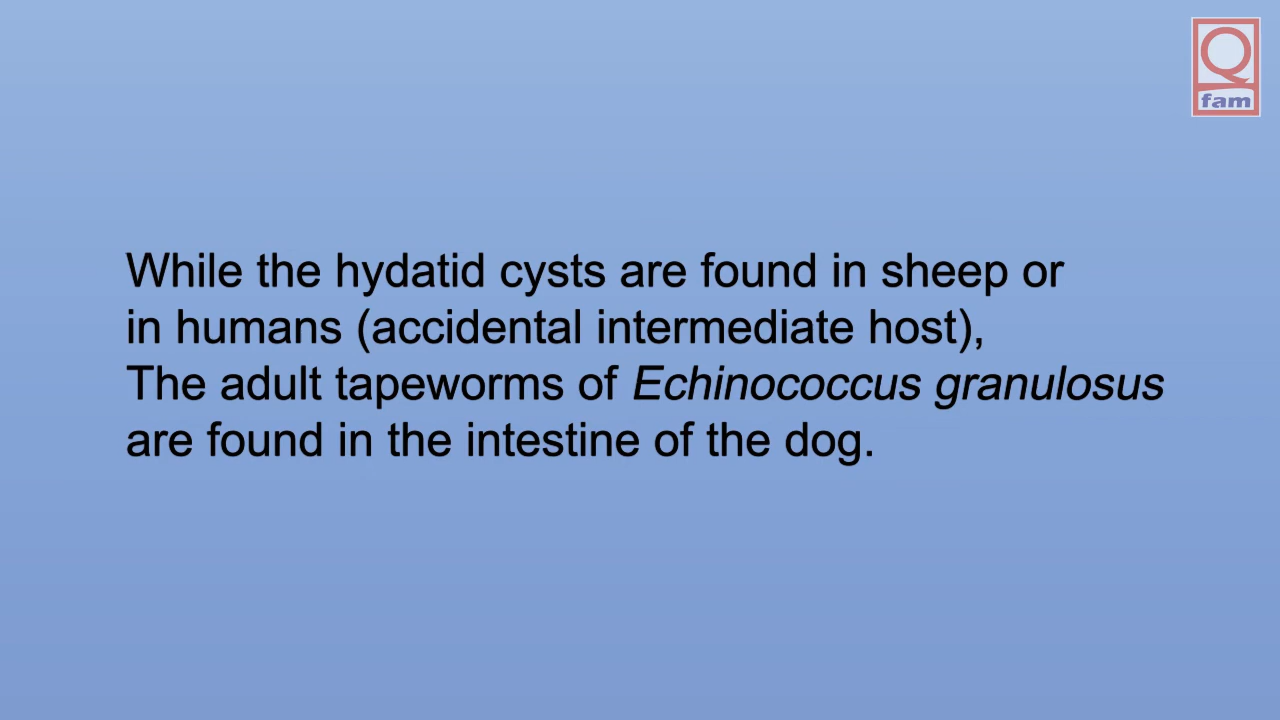 Q
fam
While the hydatid cysts are found in sheep or
in humans (accidental intermediate host),
The adult tapeworms of Echinococcus granulosus
are found in the intestine of the dog.